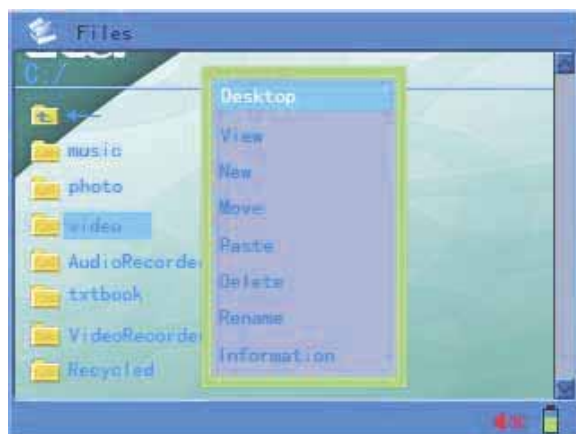 Files
C:/
music
photo
video
AudioRecorde
txtbook
VideoRecorde
Recycled
Desktop
View
New
Move
Paste
Delete
Rename
Information